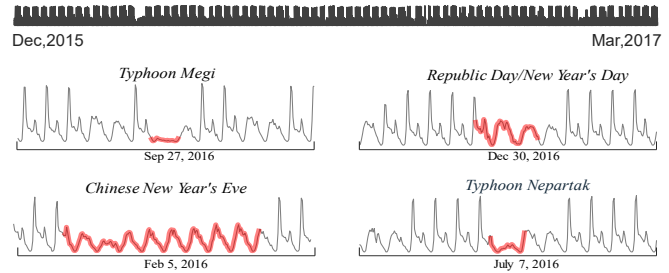 Dec,2015
Mar,2017
Typhoon Megi
Sep 27, 2016
Republic Day/New Year's Day
Dec 30, 2016
Chinese New Year's Eve
Feb 5, 2016
Typhoon Nepartak
July 7, 2016